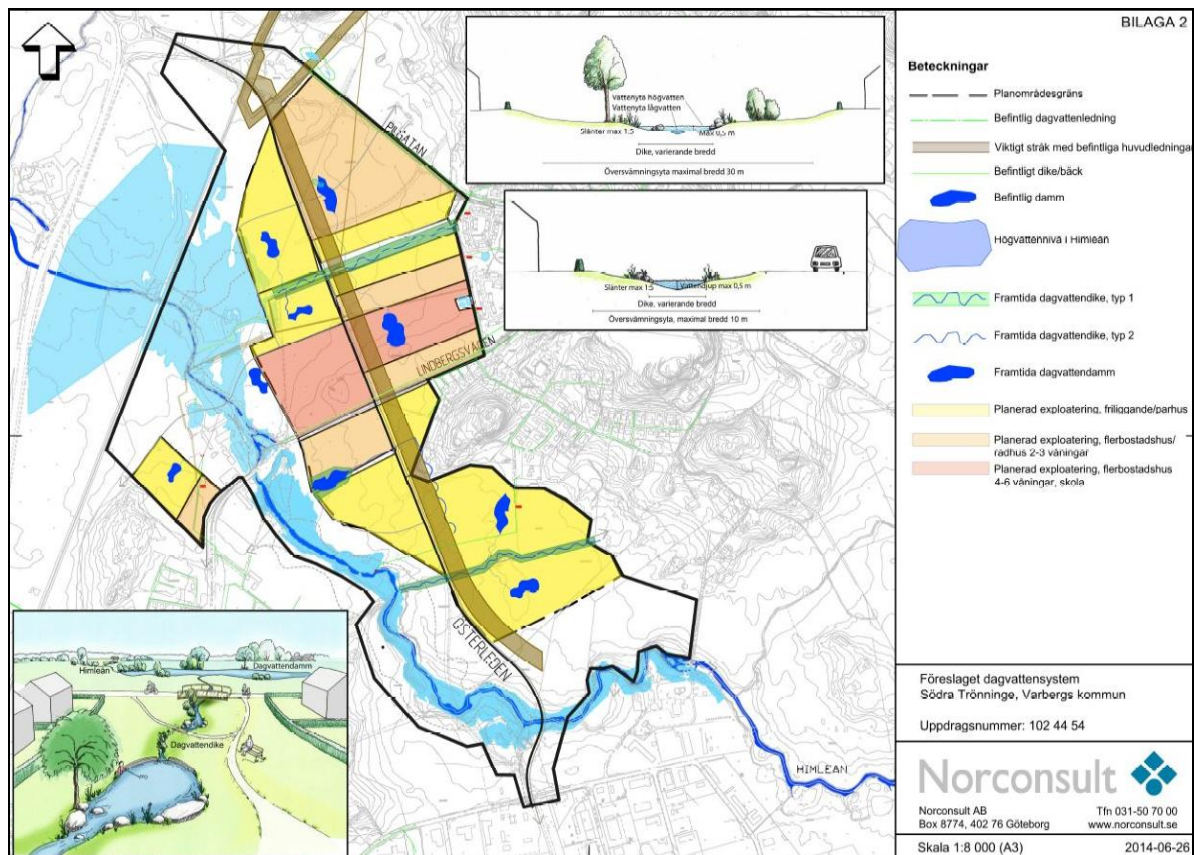 BILAGA 2
Beteckningar
Planområdesgräns
Befintlig dagvattenledning
Viktigt stråk med befintliga huvudledningar
Befintligt dike/bäck
Befintlig damm
Högvattennivå i Himleån
Framtida dagvattendike, typ 1
Framtida dagvattendike, typ 2
Framtida dagvattendamm
Planerad exploatering, friliggande/parhus
Planerad exploatering, flerbostadshus/
radhus 2-3 våningar
Planerad exploatering, flerbostadshus
4-6 våningar, skola
Vattenyta högvatten
Vattenyta lågvatten
Slänter max 1:5
Max 0,5 m
Dike, varierande bredd
Översvämningsyta maximal bredd 30 m
Slänter max 1:5
Vattendjup max 0,5 m
Dike, varierande bredd
Översvämningsyta, maximal bredd 10 m
PILGATAN
LINDBERGSVÄGEN
ÖSTERLEDEN
HIMLEÅN
Himleån
Dagvattendamm
Dagvattendike
Föreslaget dagvattensystem
Södra Trönninge, Varbergs kommun
Uppdragsnummer: 102 44 54
Norconsult
Norconsult AB
Box 8774, 402 76 Göteborg
Tfn 031-50 70 00
www.norconsult.se
Skala 1:8 000 (A3)
2014-06-26